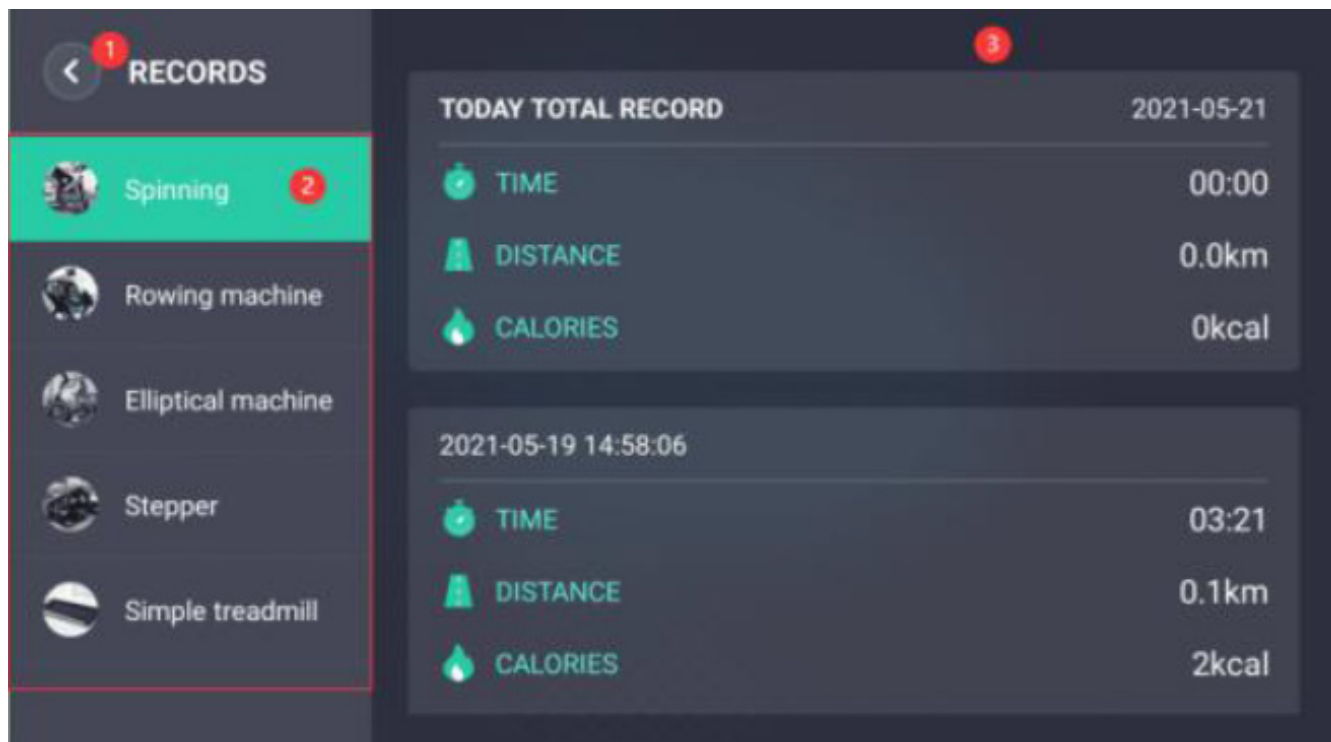 1
RECORDS
Spinning
2
Rowing machine
Elliptical machine
Stepper
Simple treadmill
3
TODAY TOTAL RECORD 2021-05-21
TIME 00:00
DISTANCE 0.0km
CALORIES 0kcal
2021-05-19 14:58:06
TIME 03:21
DISTANCE 0.1km
CALORIES 2kcal